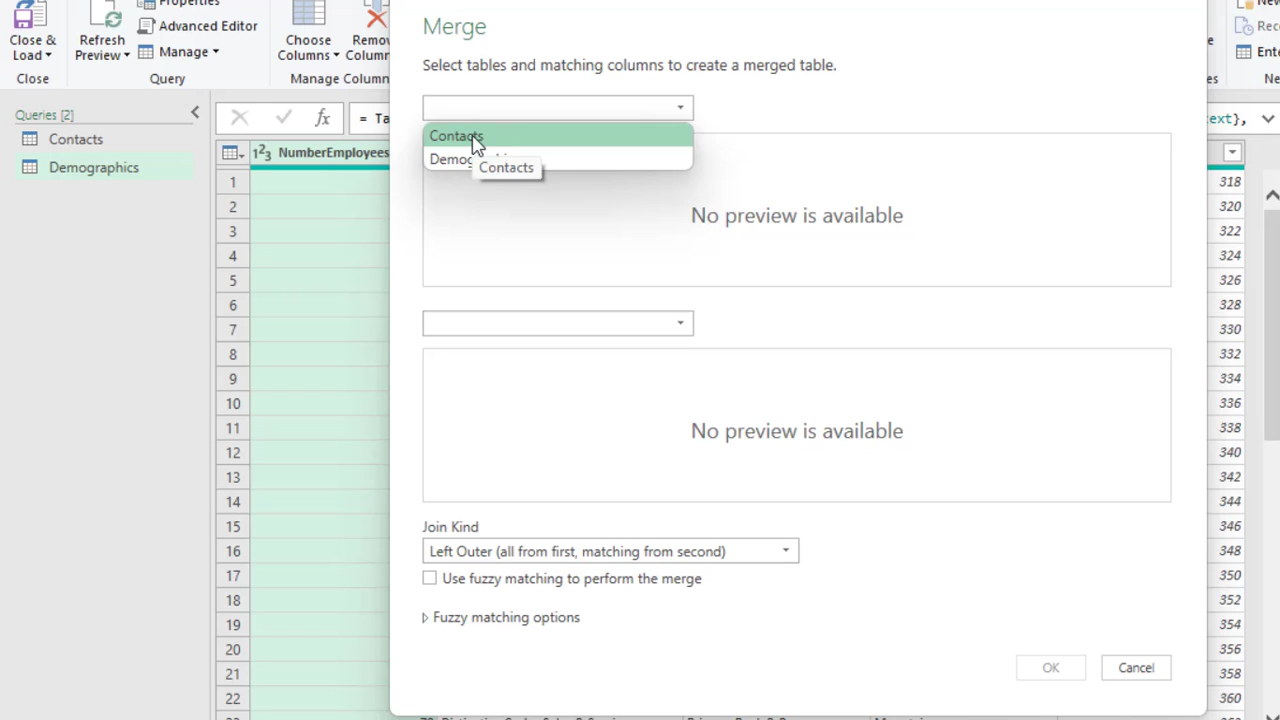 Properties
Advanced Editor
Manage
Close &
Load
Refresh
Preview
Choose
Columns
Close
Query
Manage
Queries [2]
Contacts
Demographics
fx
NumberEmployees
1
2
3
4
5
6
7
8
9
10
11
12
13
14
15
16
17
18
19
20
21
22
Merge
Select tables and matching columns to create a merged table.
Contacts
Contacts
No preview is available
No preview is available
Join Kind
Left Outer (all from first, matching from second)
Use fuzzy matching to perform the merge
Fuzzy matching options
OK
Cancel
318
320
322
324
326
328
330
332
334
336
338
340
342
344
346
348
350
352
354
356
358
360